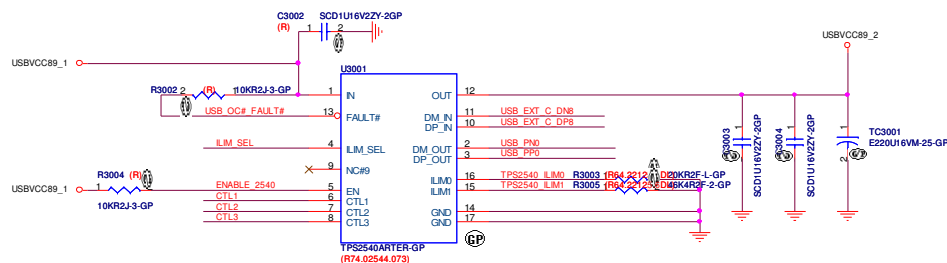 C3002
(R)
SCD1U16V2ZY-2GP
1
2
USBVCC89_1
USBVCC89_2
U3001
R3002
2
(R)
1
10KR2J-3-GP
USB_OC#_FAULT#
1
IN
OUT
12
13
FAULT#
DM_IN
11
USB_EXT_C_DN8
DP_IN
10
USB_EXT_C_DP8
ILIM_SEL
4
ILIM_SEL
DM_OUT
2
USB_PN0
DP_OUT
3
USB_PP0
9
NC#9
C3003
1
SCD1U16V2ZY-2GP
C3004
1
SCD1U16V2ZY-2GP
1
TC3001
E220U16VM-25-GP
2
USBVCC89_1
R3004
(R)
1
10KR2J-3-GP
ENABLE_2540
5
EN
CTL1
6
CTL1
CTL2
7
CTL2
CTL3
8
CTL3
ILIM0
16
TPS2540_ILIM0
R3003
20KR2F-L-GP
ILIM1
15
TPS2540_ILIM1
R3005
46K4R2F-2-GP
GND
14
GND
17
GP
TPS2540ARTER-GP
(R74.02544.073)